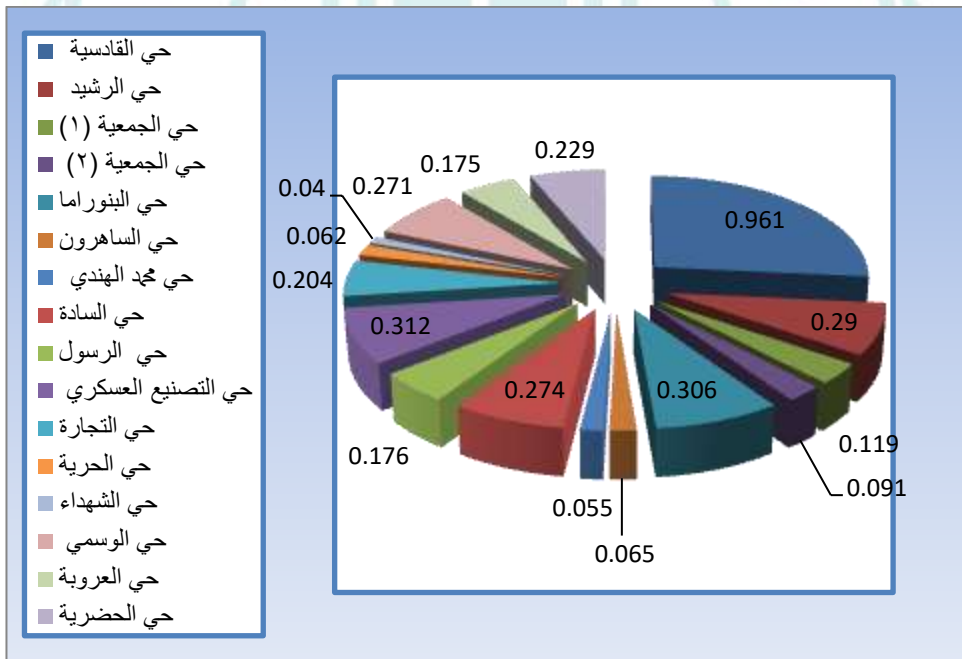 حي القادسية
حي الرشيد
حي الجمعية (١)
حي الجمعية (٢)
حي البنوراما
حي الساهرون
حي محمد الهندي
حي السادة
حي الرسول
حي التصنيع العسكري
حي التجارة
حي الحرية
حي الشهداء
حي الوسمي
حي العروبة
حي الحضرية
0.961
0.29
0.119
0.091
0.306
0.065
0.055
0.274
0.176
0.312
0.204
0.062
0.04
0.271
0.175
0.229